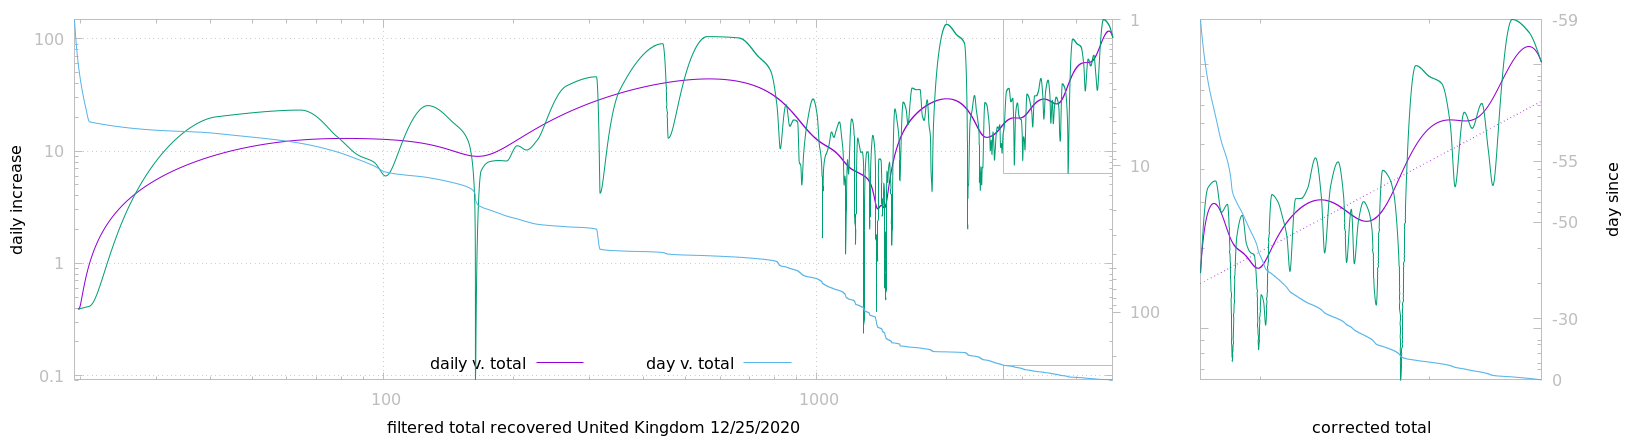 daily increase
100
10
1
0.1
100
1000
1
10
100
daily v. total
day v. total
filtered total recovered United Kingdom 12/25/2020
-59
-55
-50
-30
0
day since
corrected total